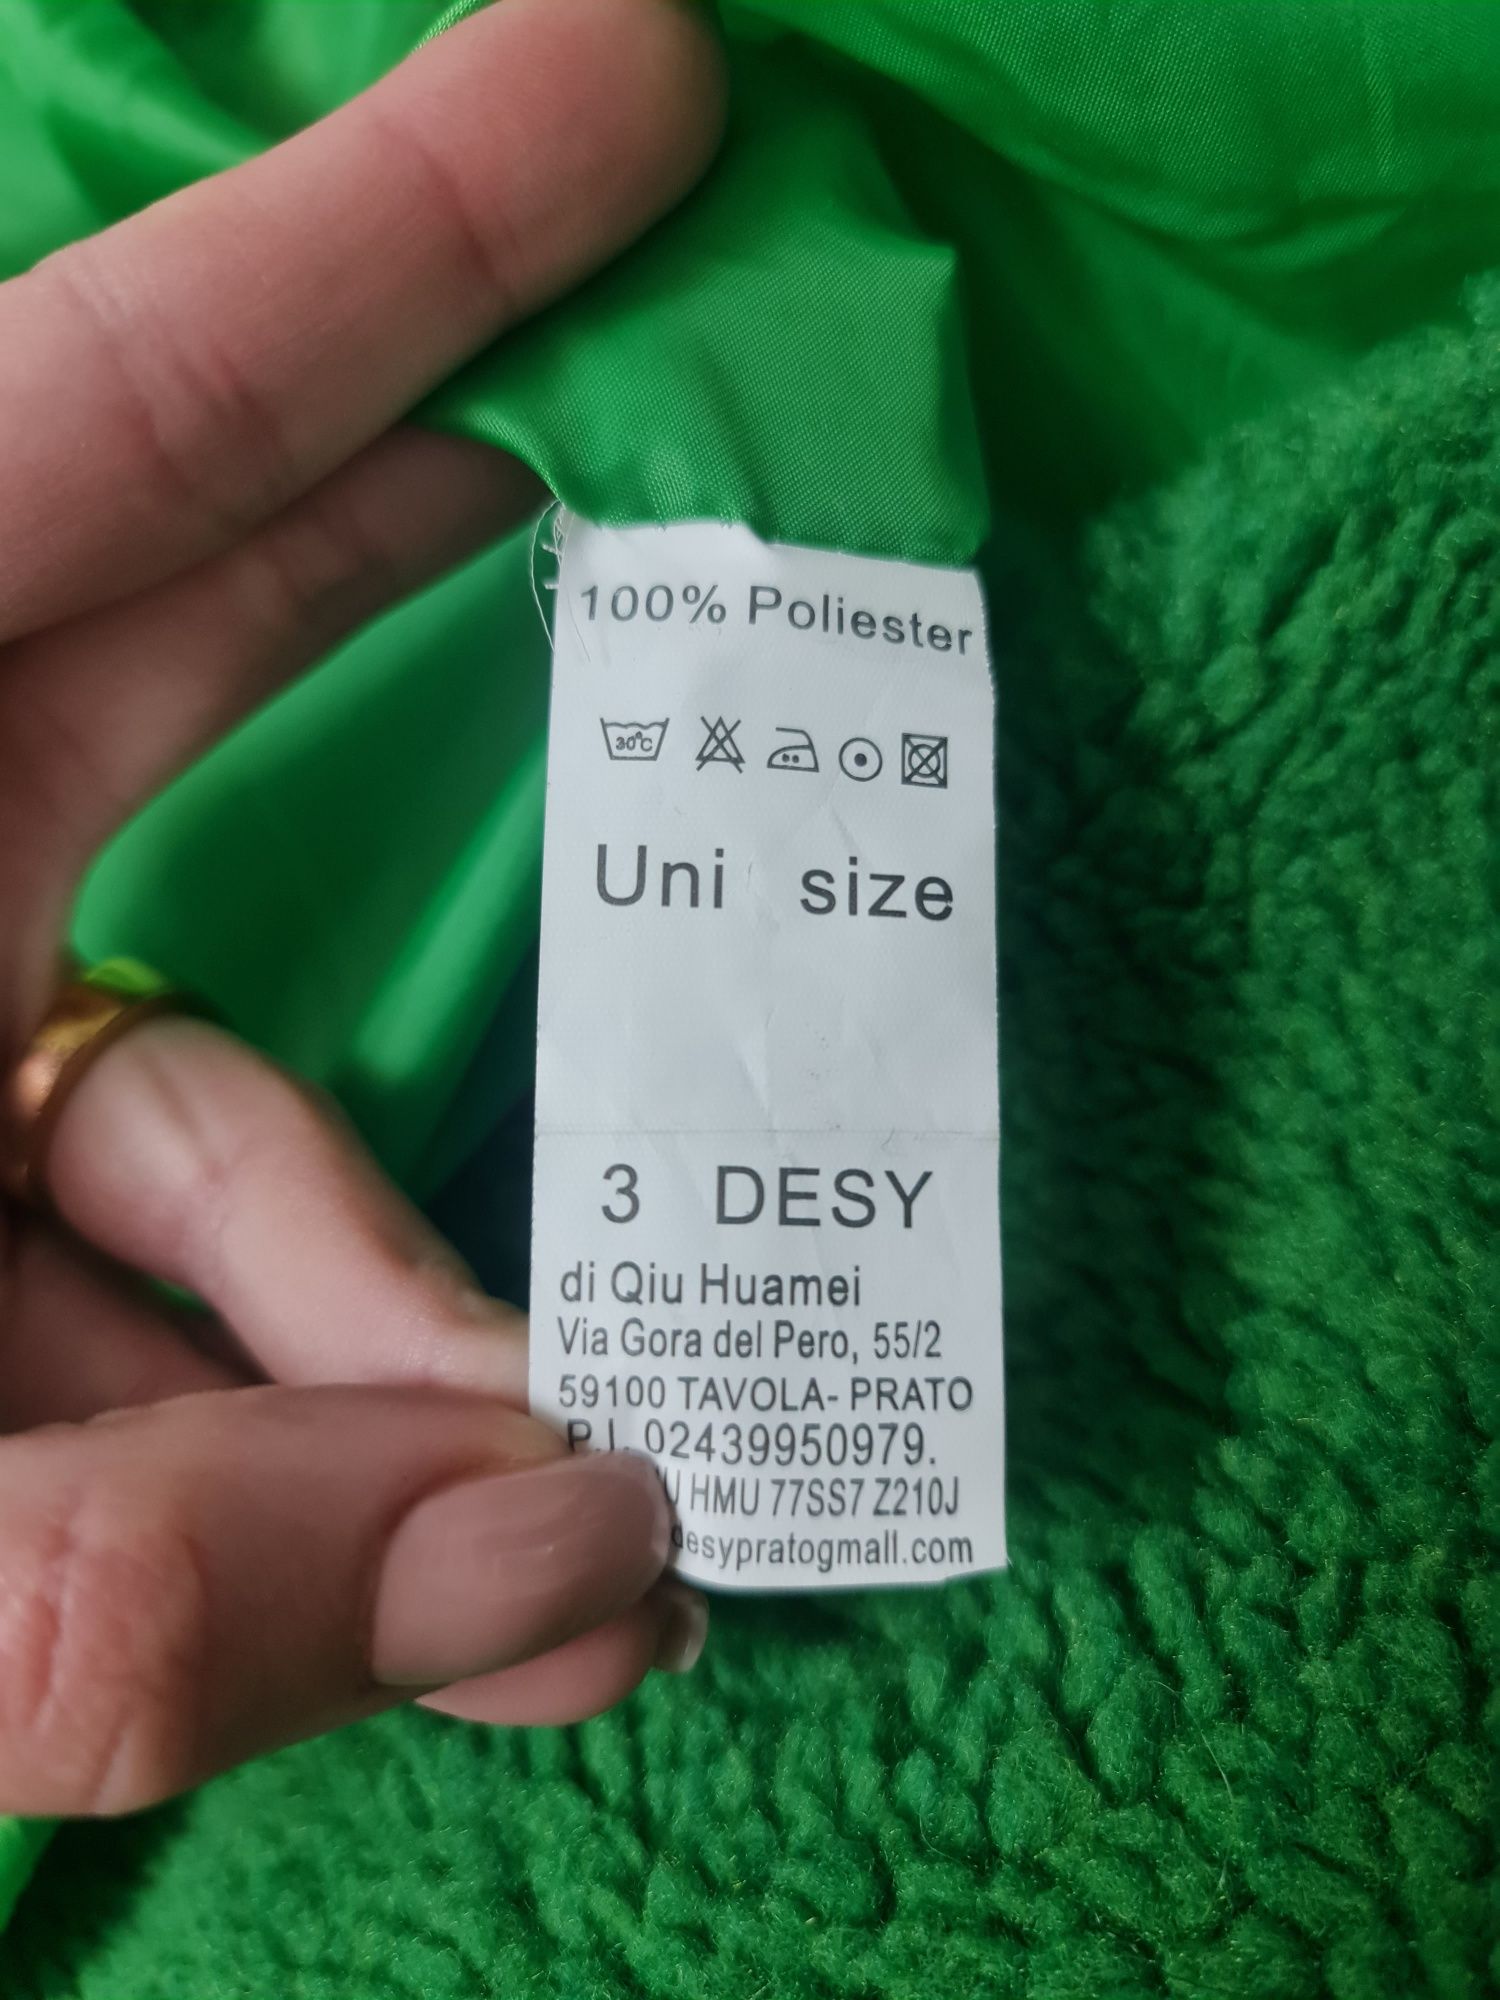 100% Poliester
30°C
Uni size
3 DESY
di Qiu Huamei
Via Gora del Pero, 55/2
59100 TAVOLA- PRATO
P.I. 02439950979.
HMU 77SS7 Z210J
desypratogmall.com